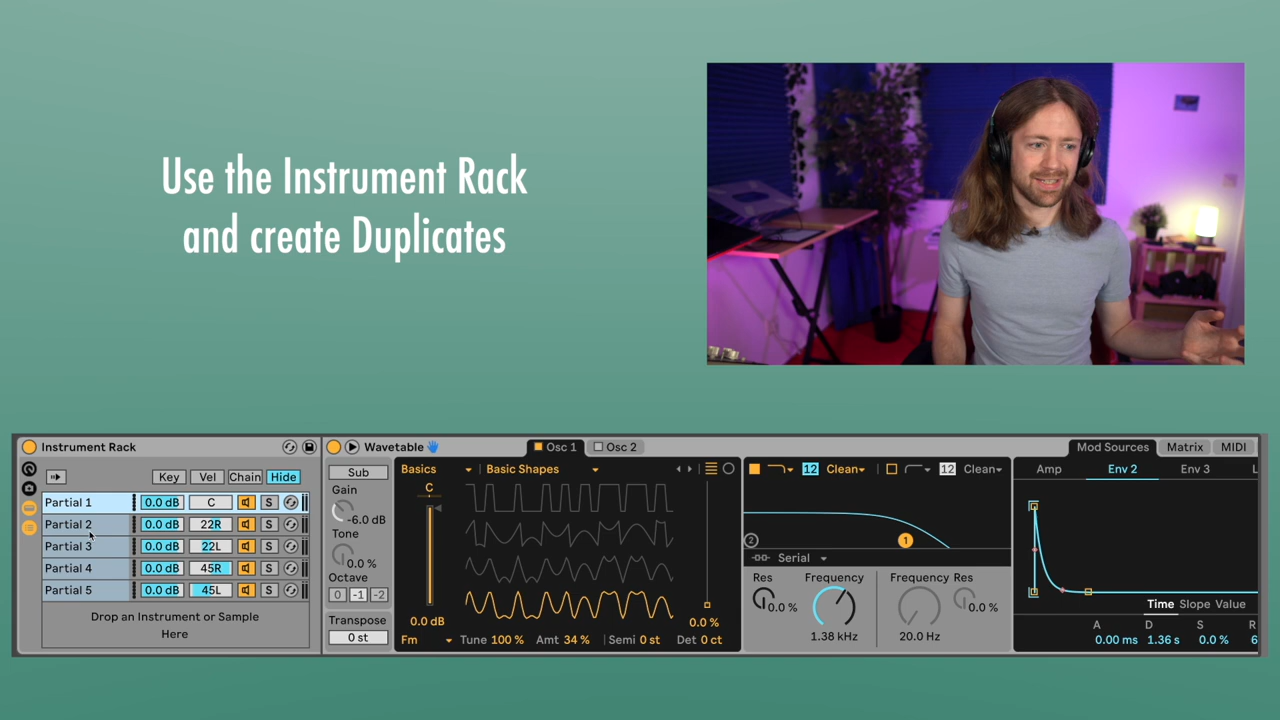 Use the Instrument Rack
and create Duplicates
Instrument Rack
Key Vel Chain Hide
Partial 1 0.0 dB C S
Partial 2 0.0 dB 22R S
Partial 3 0.0 dB 22L S
Partial 4 0.0 dB 45R S
Partial 5 0.0 dB 45L S
Drop an Instrument or Sample
Here
Wavetable Osc 1 Osc 2
Sub
Gain
-6.0 dB
Tone
0.0 %
Octave
0 -1 -2
Transpose
0 st
Basics Basic Shapes
C
0.0 dB 0.0 %
Fm Tune 100 % Amt 34 % Semi 0 st Det 0 ct
12 Clean 12 Clean
2 1
Serial
Res Frequency Frequency Res
0.0 % 0.0 %
1.38 kHz 20.0 Hz
Mod Sources Matrix MIDI
Amp Env 2 Env 3 L
Time Slope Value
A D S R
0.00 ms 1.36 s 0.0 % 6